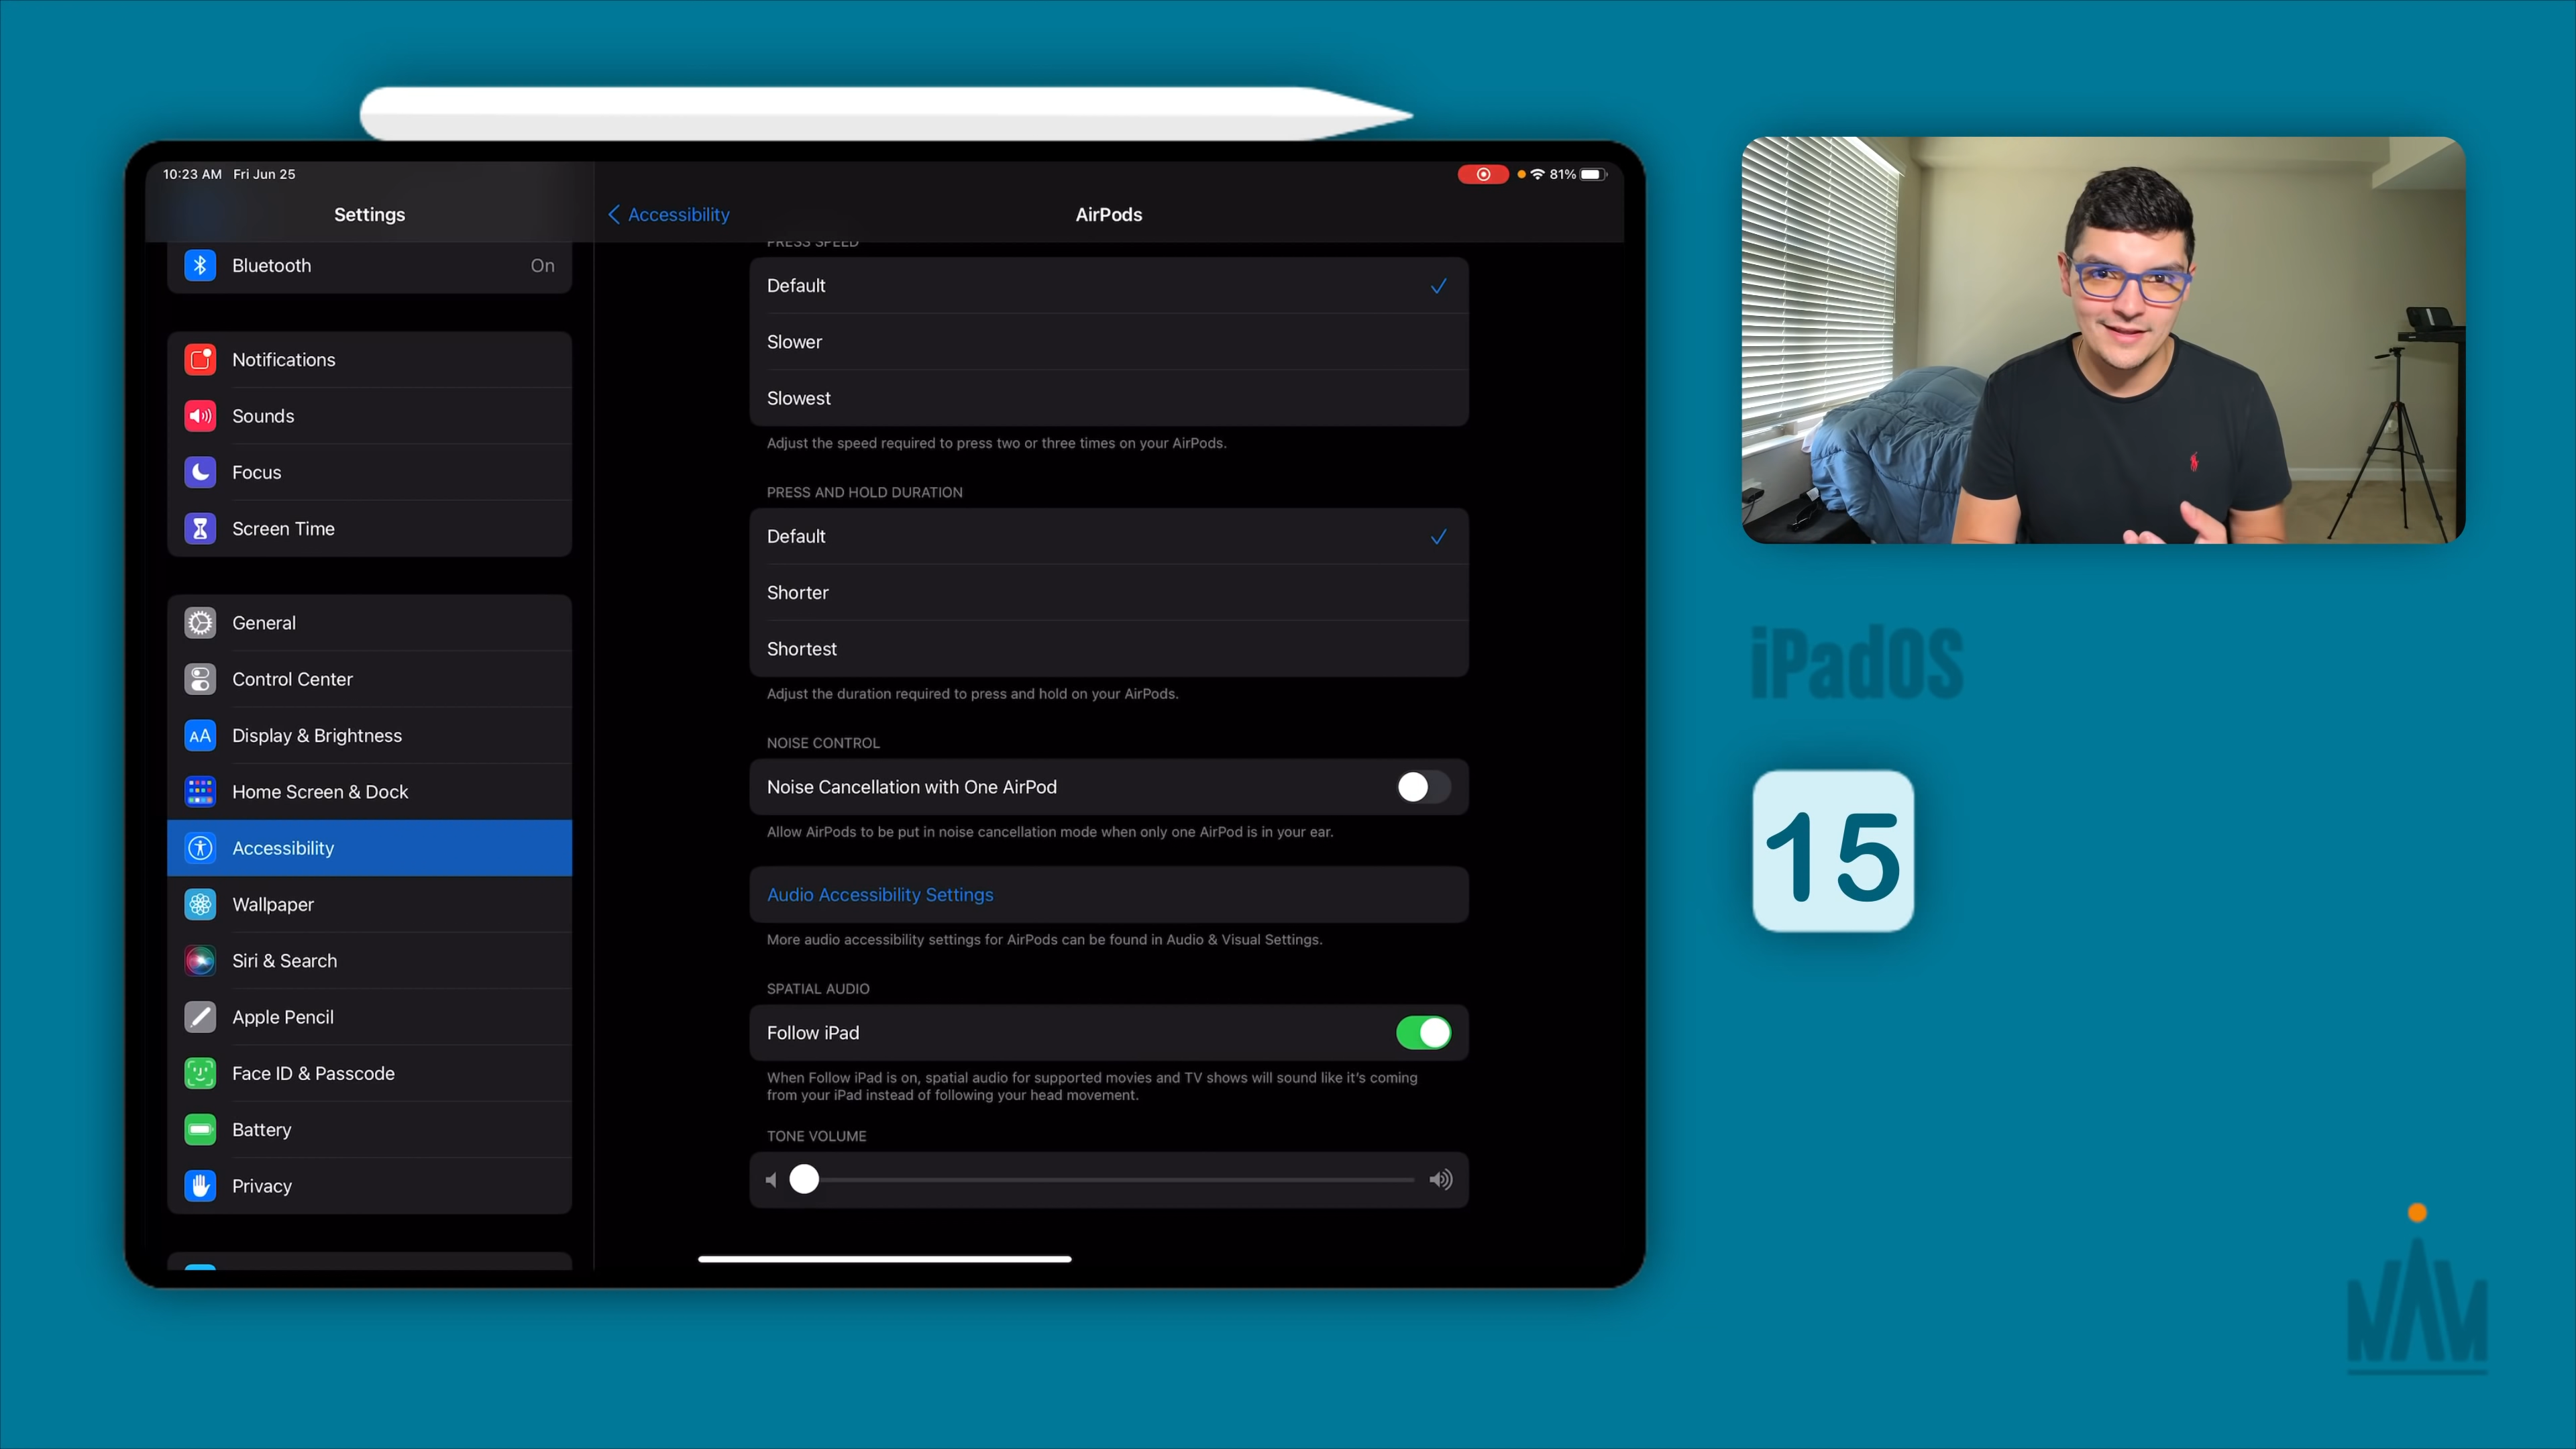 10:23 AM Fri Jun 25
81%
Settings
Bluetooth
On
Notifications
Sounds
Focus
Screen Time
General
Control Center
AA
Display & Brightness
Home Screen & Dock
Accessibility
Wallpaper
Siri & Search
Apple Pencil
Face ID & Passcode
Battery
Privacy
Accessibility
AirPods
PRESS SPEED
Default
Slower
Slowest
Adjust the speed required to press two or three times on your AirPods.
PRESS AND HOLD DURATION
Default
Shorter
Shortest
Adjust the duration required to press and hold on your AirPods.
NOISE CONTROL
Noise Cancellation with One AirPod
Allow AirPods to be put in noise cancellation mode when only one AirPod is in your ear.
Audio Accessibility Settings
More audio accessibility settings for AirPods can be found in Audio & Visual Settings.
SPATIAL AUDIO
Follow iPad
When Follow iPad is on, spatial audio for supported movies and TV shows will sound like it's coming
from your iPad instead of following your head movement.
TONE VOLUME
iPadOS
15